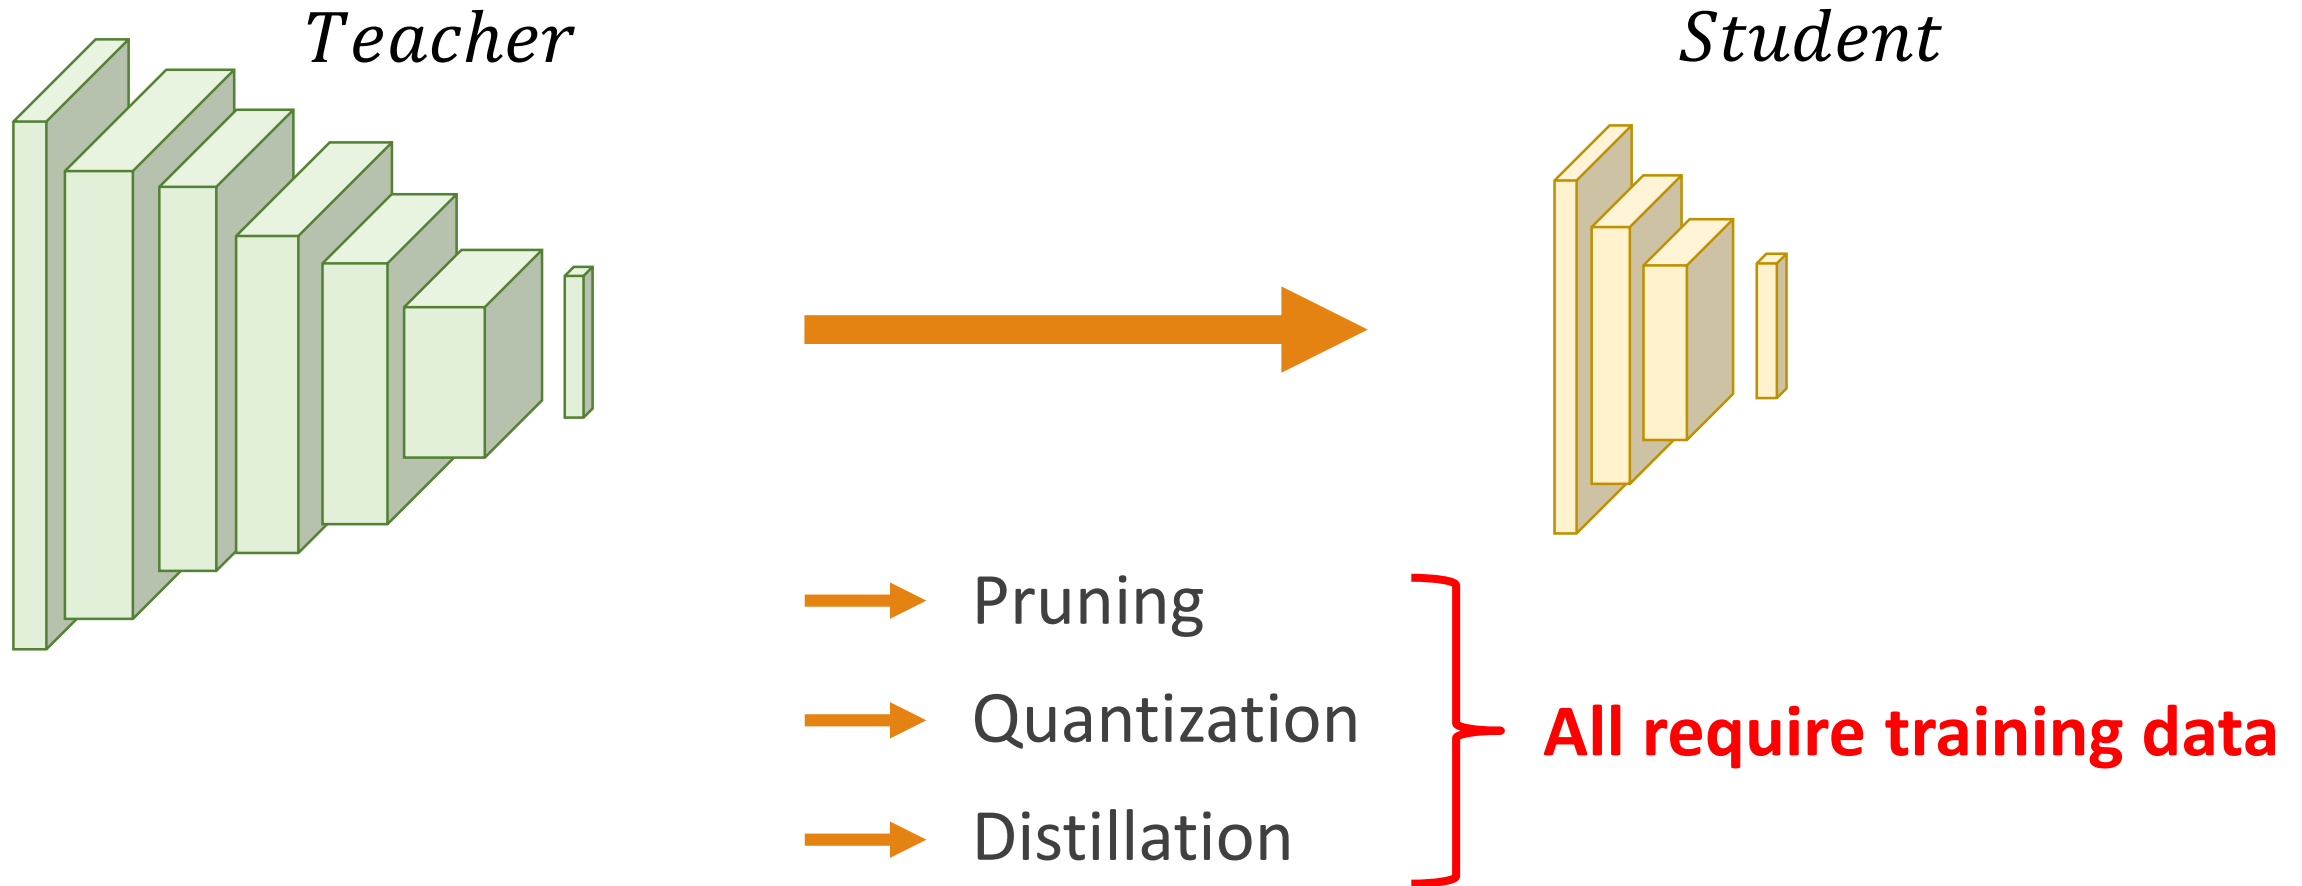 Teacher
Student
Pruning
Quantization
All require training data
Distillation